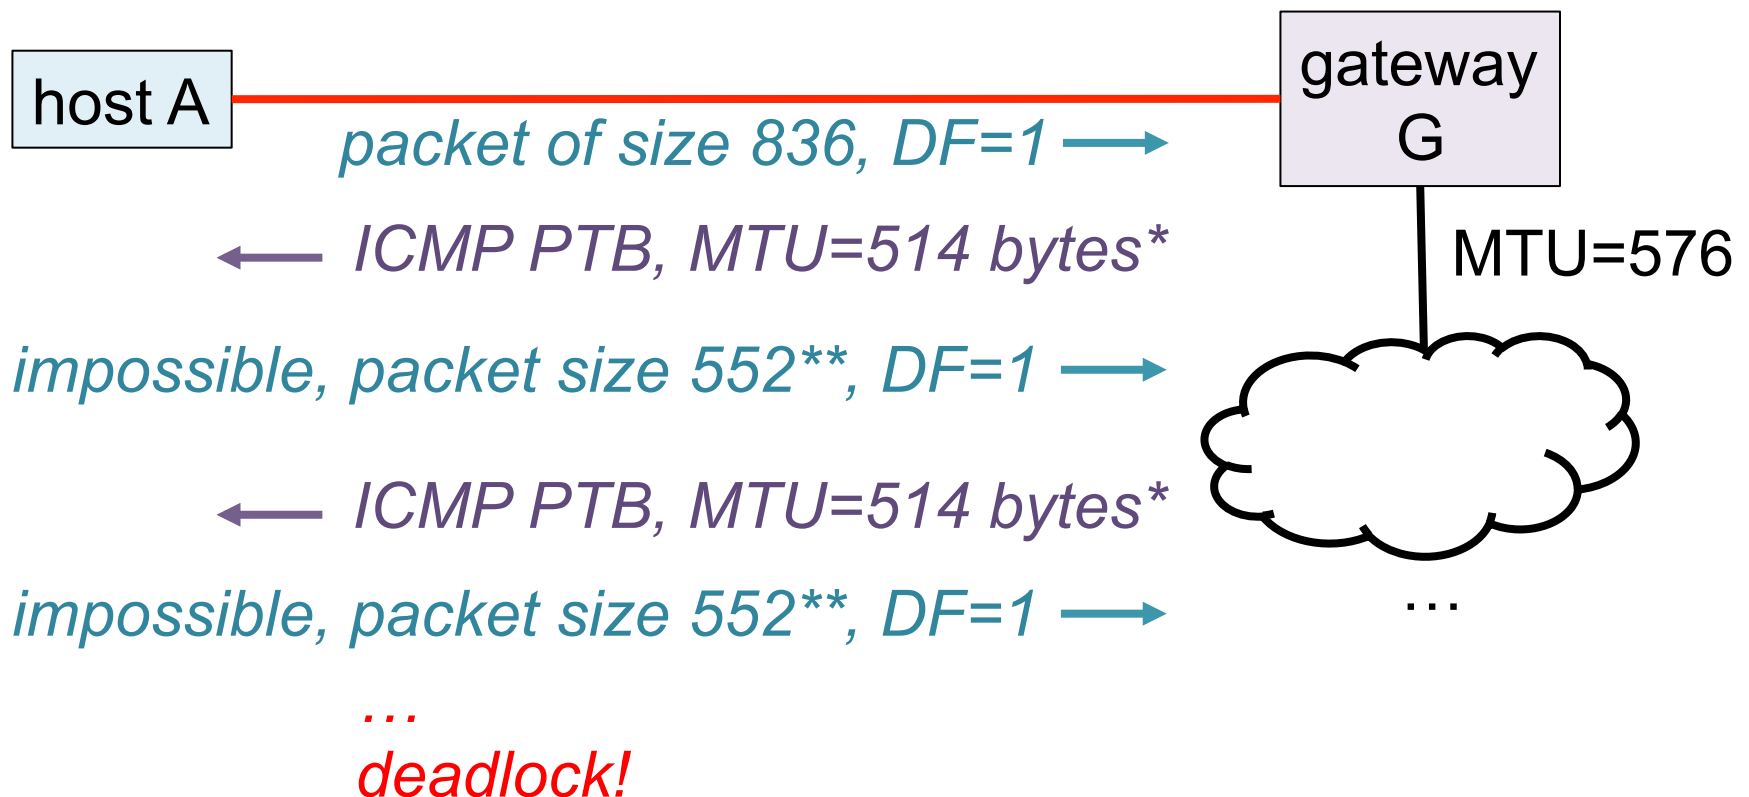 host A
gateway
G
packet of size 836, DF=1
ICMP PTB, MTU=514 bytes*
MTU=576
impossible, packet size 552**, DF=1
ICMP PTB, MTU=514 bytes*
impossible, packet size 552**, DF=1
…
…
deadlock!